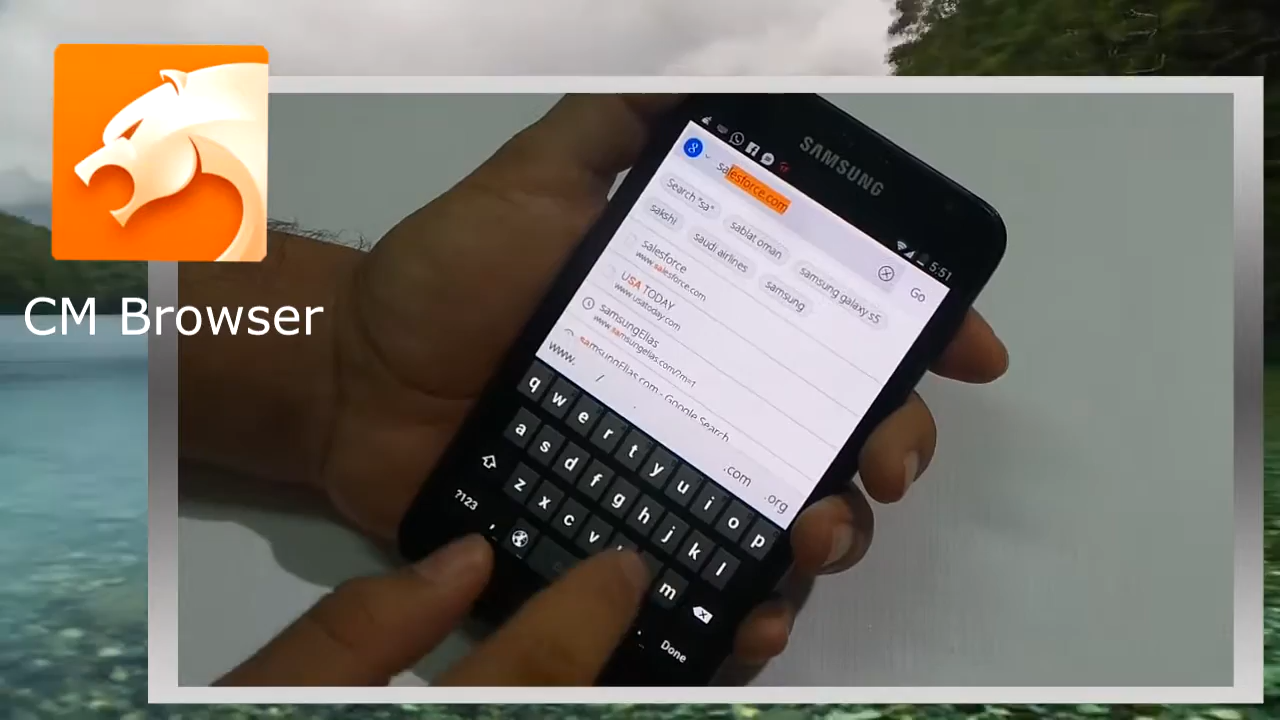 CM Browser
SAMSUNG
5:51
8
salesforce.com
Go
Search "sa"
sablat oman
samsung galaxy s5
sakshi
saudi airlines
samsung
salesforce
www.salesforce.com
USA TODAY
www.usatoday.com
samsungElias
www.samsungelias.com/?m=1
samsungElias.com - Google Search
www.
/
.com
.org
q w e r t y u i o p
a s d f g h j k l
z x c v m
?123
,
.
Done